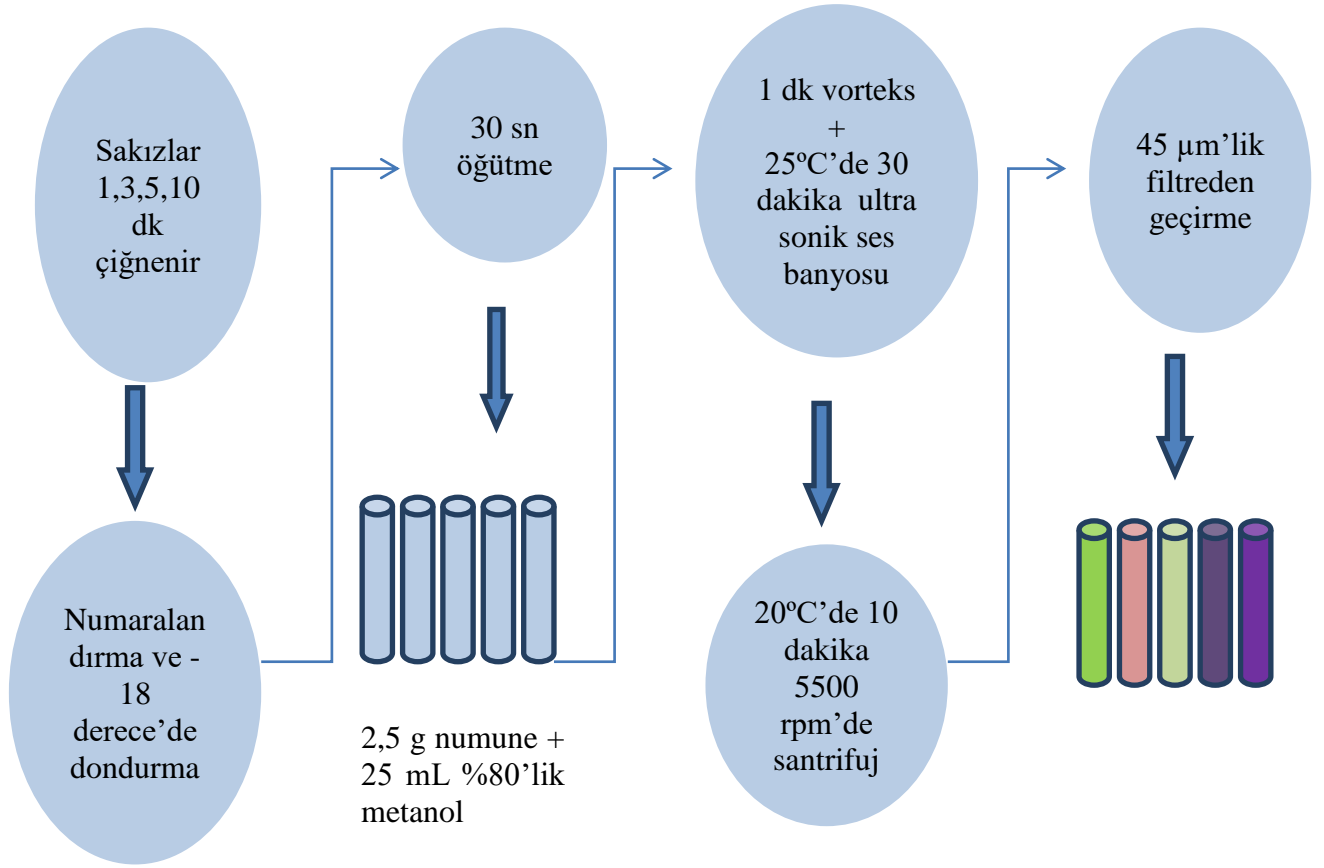 Sakızlar
1,3,5,10
dk
çiğnenir
Numaralan
dırma ve -
18
derece’de
dondurma
30 sn
öğütme
2,5 g numune +
25 mL %80’lik
metanol
1 dk vorteks
+
25ºC’de 30
dakika ultra
sonik ses
banyosu
20ºC’de 10
dakika
5500
rpm’de
santrifuj
45 µm’lik
filtreden
geçirme